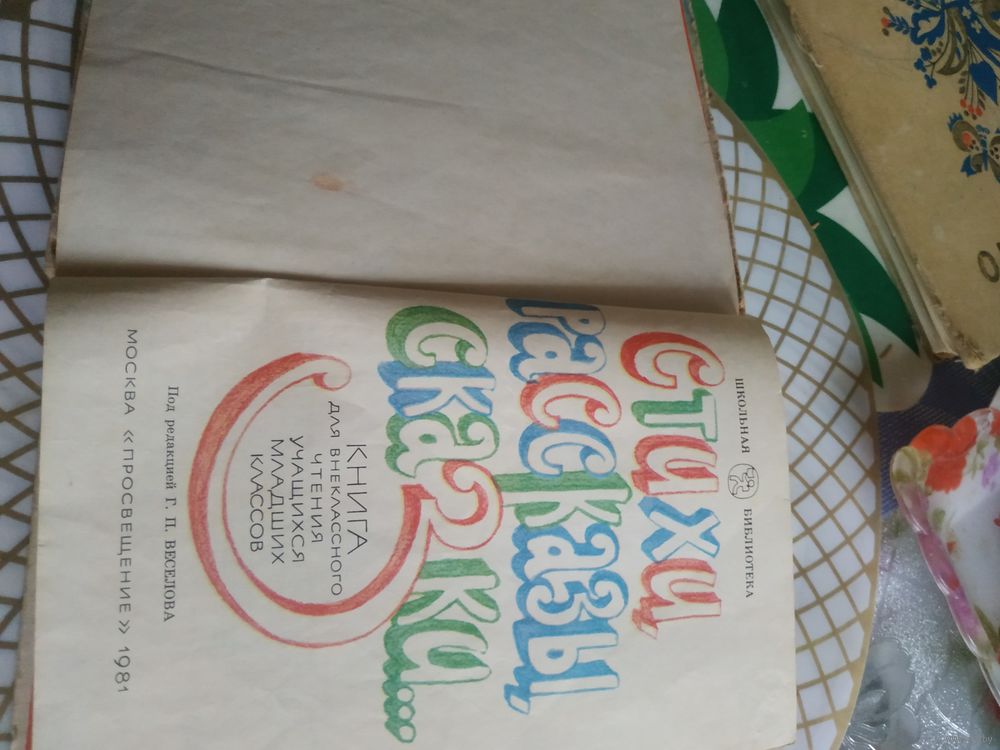 ШКОЛЬНАЯ БИБЛИОТЕКА
Стихи,
рассказы,
сказки...
КНИГА
ДЛЯ ВНЕКЛАССНОГО
ЧТЕНИЯ
УЧАЩИХСЯ
МЛАДШИХ
КЛАССОВ
Под редакцией Г. П. ВЕСЕЛОВА
МОСКВА «ПРОСВЕЩЕНИЕ» 1981